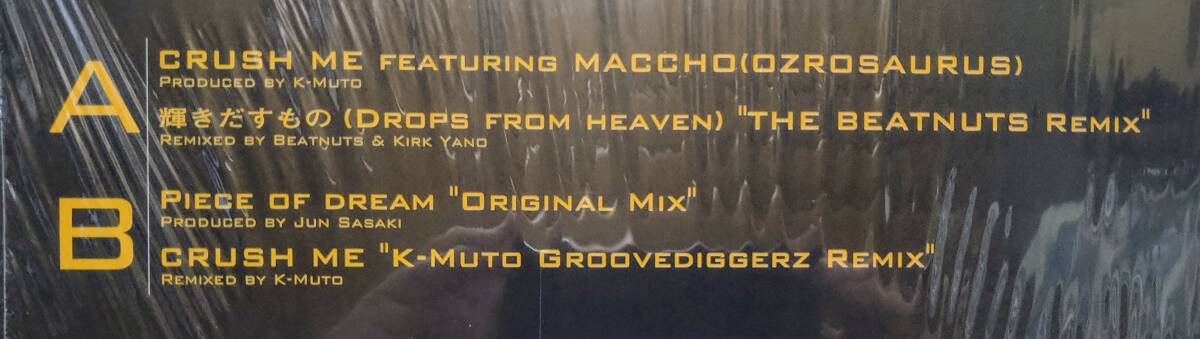 A
CRUSH ME FEATURING MACCHO(OZROSAURUS)
PRODUCED BY K-MUTO
輝きだすもの (DROPS FROM HEAVEN) "THE BEATNUTS REMIX"
REMIXED BY BEATNUTS & KIRK YANO
B
PIECE OF DREAM "ORIGINAL MIX"
PRODUCED BY JUN SASAKI
CRUSH ME "K-MUTO GROOVEDIGGERZ REMIX"
REMIXED BY K-MUTO